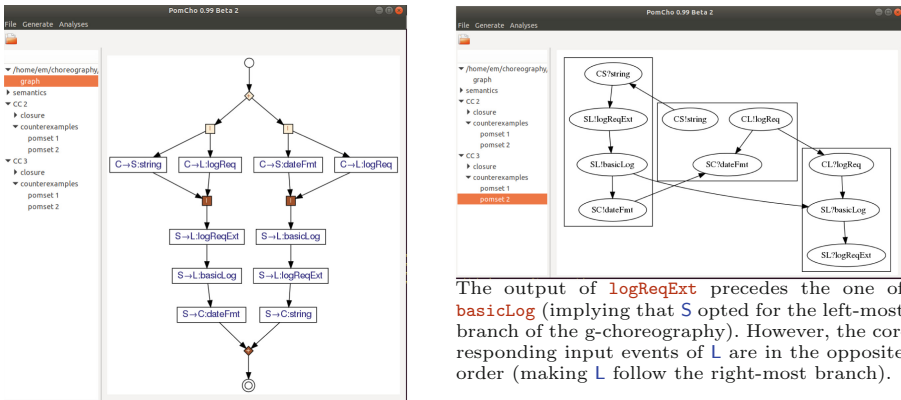 PomCho 0.99 Beta 2
File Generate Analyses
/home/em/choreography,
graph
semantics
CC 2
closure
counterexamples
pomset 1
pomset 2
CC 3
closure
counterexamples
pomset 1
pomset 2
+
|
|
C→S:string
C→L:logReq
C→S:dateFmt
C→L:logReq
|
|
S→L:logReqExt
S→L:basicLog
S→L:basicLog
S→L:logReqExt
S→C:dateFmt
S→C:string
+
PomCho 0.99 Beta 2
File Generate Analyses
/home/em/choreography,
graph
semantics
CC 2
closure
counterexamples
pomset 1
pomset 2
CC 3
closure
counterexamples
pomset 1
pomset 2
CS?string
SL!logReqExt
CS!string
CL!logReq
SL!basicLog
SC?dateFmt
CL?logReq
SC!dateFmt
SL?basicLog
SL?logReqExt
The output of logReqExt precedes the one of
basicLog (implying that S opted for the left-most
branch of the g-choreography). However, the cor
responding input events of L are in the opposite
order (making L follow the right-most branch).